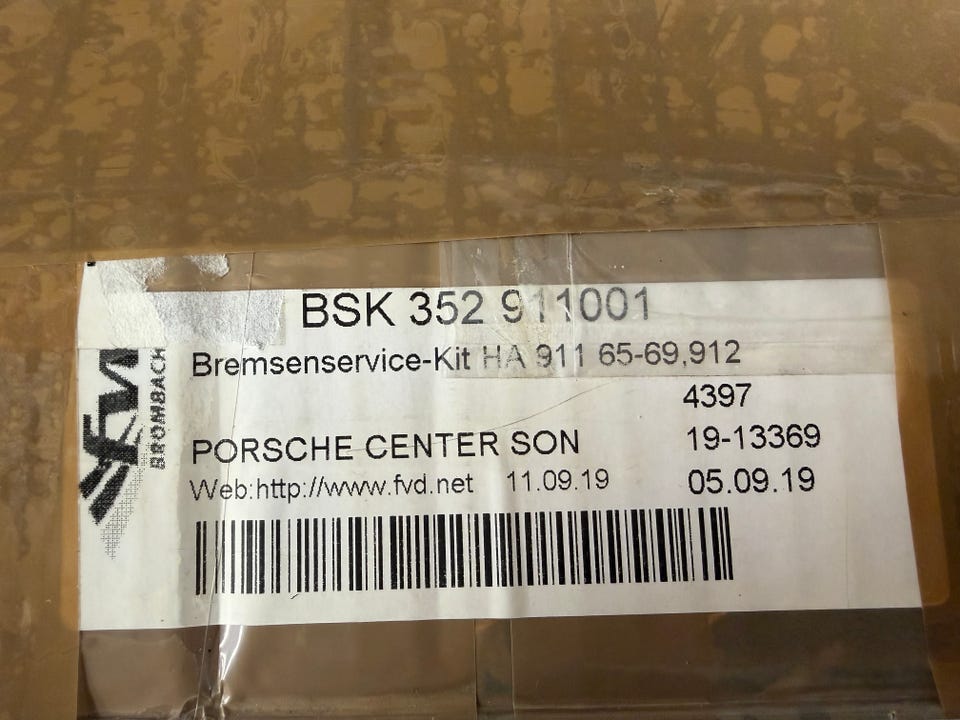 BSK 352 911001
Bremsenservice-Kit HA 911 65-69,912
4397
PORSCHE CENTER SON 19-13369
Web:http://www.fvd.net 11.09.19 05.09.19
fvd
BROMBACH